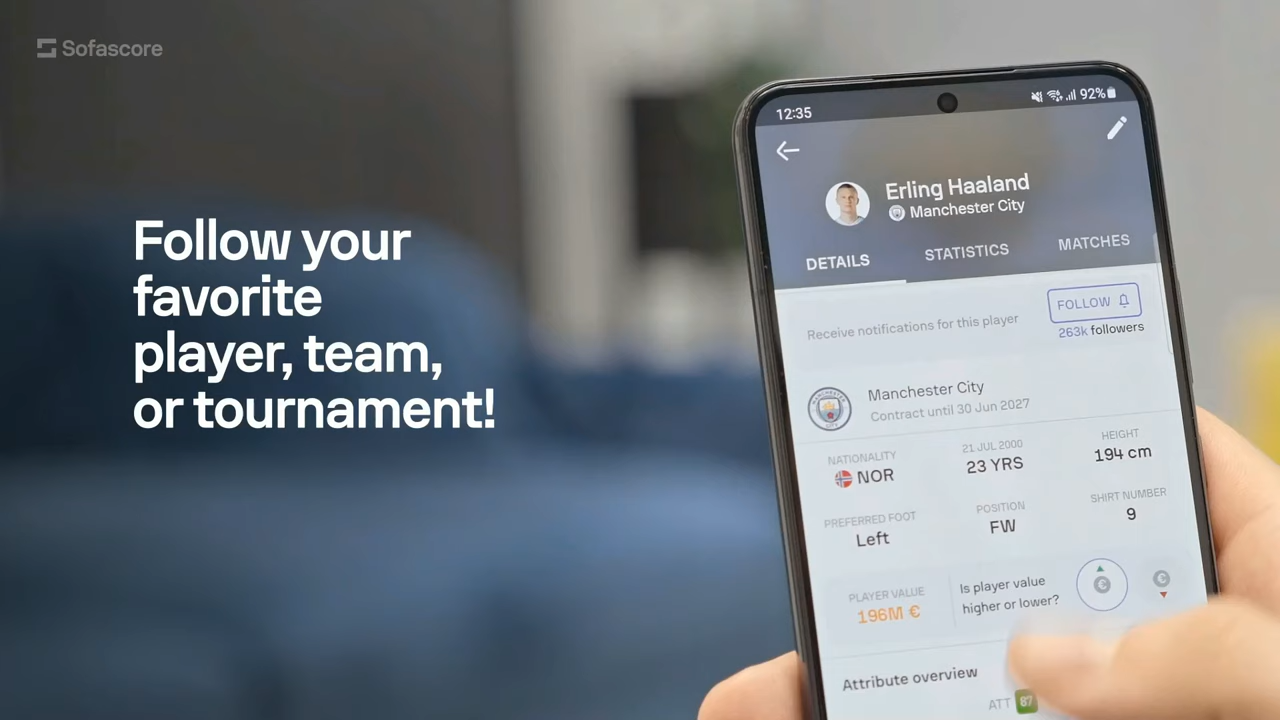 Sofascore
Follow your
favorite
player, team,
or tournament!
12:35
92%
Erling Haaland
Manchester City
DETAILS
STATISTICS
MATCHES
Receive notifications for this player
FOLLOW
263k followers
Manchester City
Contract until 30 Jun 2027
NATIONALITY
NOR
21 JUL 2000
23 YRS
HEIGHT
194 cm
PREFERRED FOOT
Left
POSITION
FW
SHIRT NUMBER
9
PLAYER VALUE
196M €
Is player value
higher or lower?
€
€
Attribute overview
ATT 87